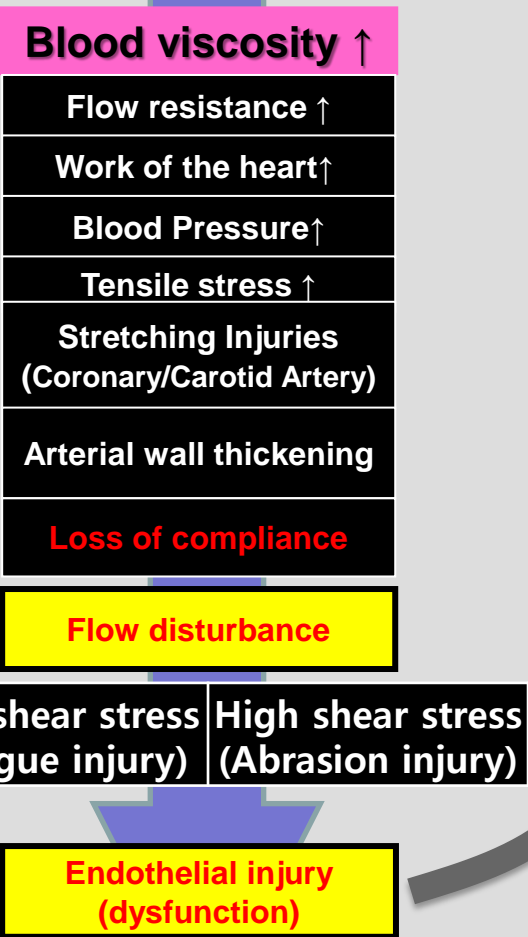 Blood viscosity ↑
Flow resistance ↑
Work of the heart↑
Blood Pressure↑
Tensile stress ↑
Stretching Injuries
(Coronary/Carotid Artery)
Arterial wall thickening
Loss of compliance
Flow disturbance
shear stress
injury)
High shear stress
(Abrasion injury)
Endothelial injury
(dysfunction)